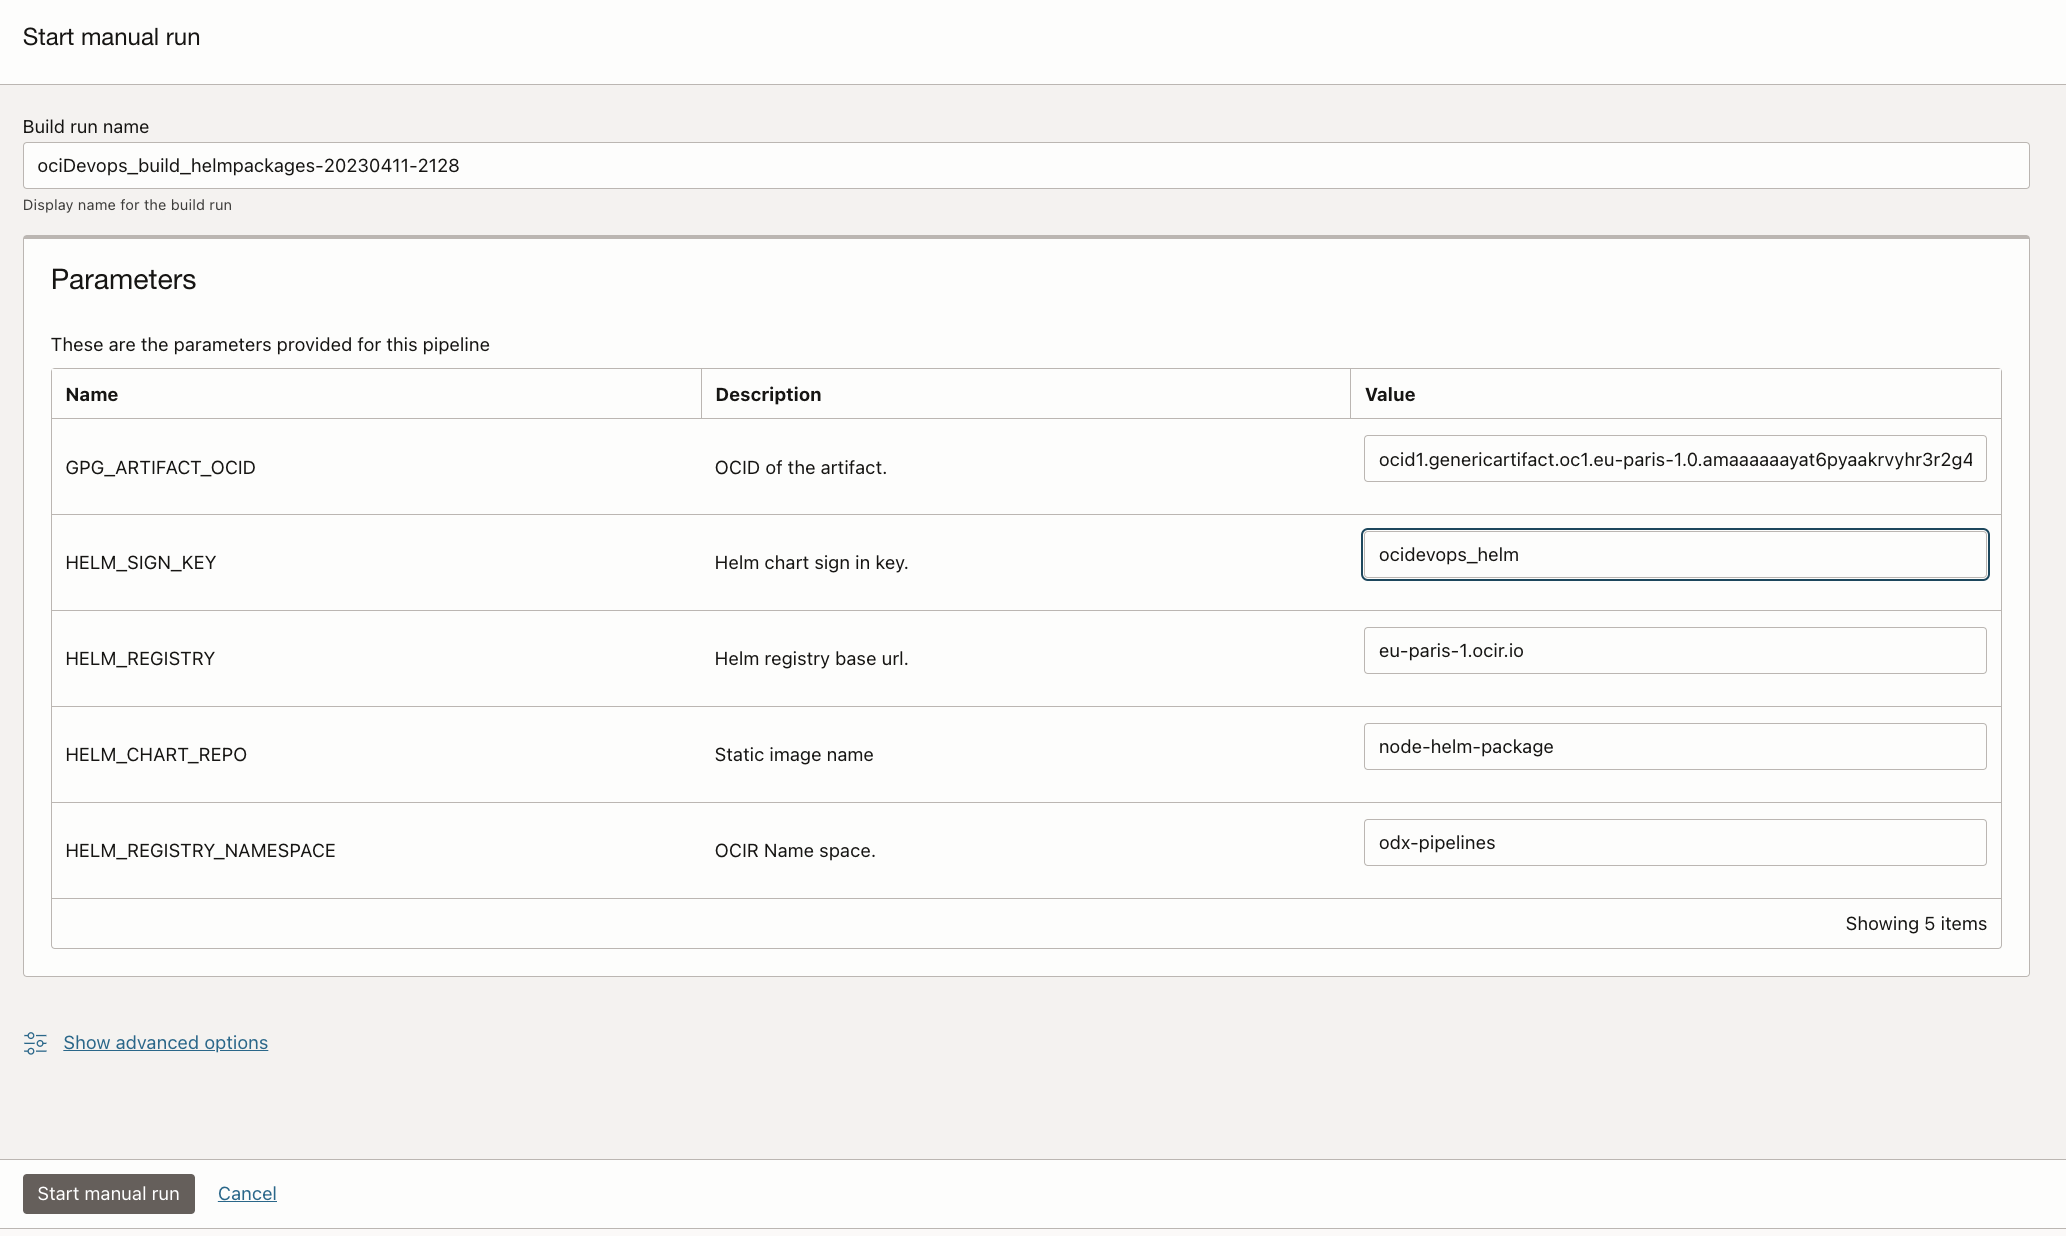 Start manual run
Build run name
ociDevops_build_helmpackages-20230411-2128
Display name for the build run
Parameters
These are the parameters provided for this pipeline
Name Description Value
GPG_ARTIFACT_OCID OCID of the artifact. ocid1.genericartifact.oc1.eu-paris-1.0.amaaaaaayat6pyaakrvyhr3r2g4
HELM_SIGN_KEY Helm chart sign in key. ocidevops_helm
HELM_REGISTRY Helm registry base url. eu-paris-1.ocir.io
HELM_CHART_REPO Static image name node-helm-package
HELM_REGISTRY_NAMESPACE OCIR Name space. odx-pipelines
Showing 5 items
Show advanced options
Start manual run Cancel